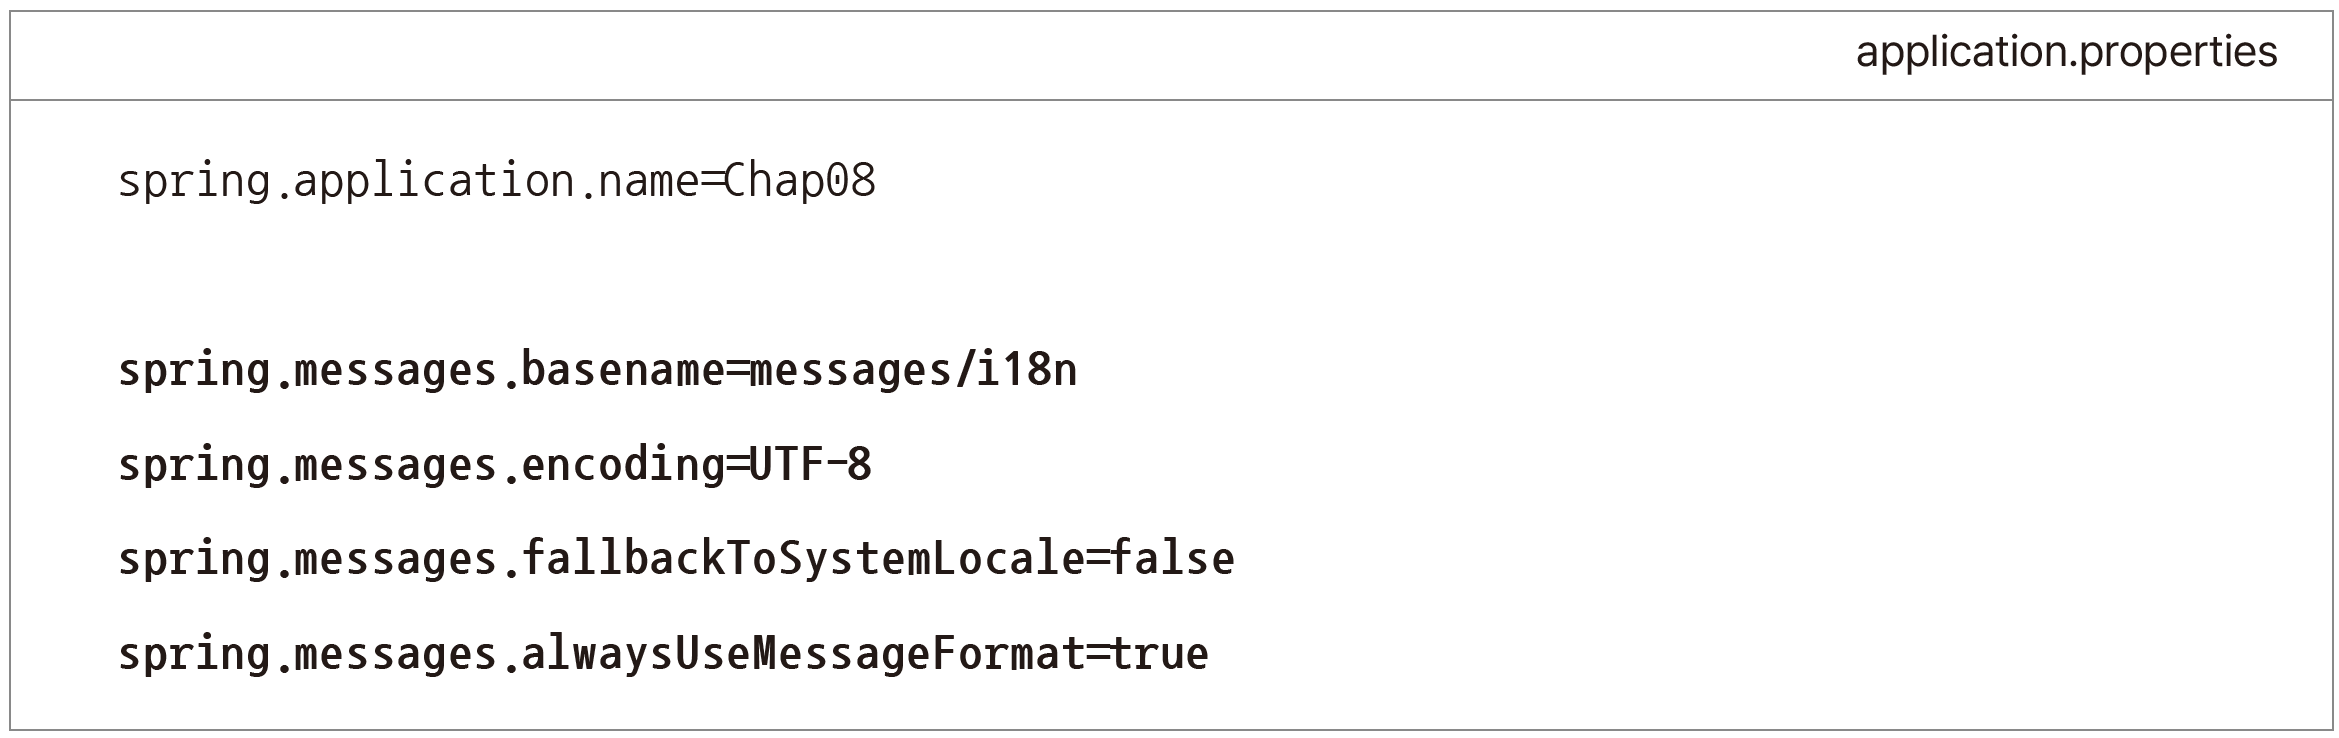 application.properties
spring.application.name=Chap08
spring.messages.basename=messages/i18n
spring.messages.encoding=UTF-8
spring.messages.fallbackToSystemLocale=false
spring.messages.alwaysUseMessageFormat=true